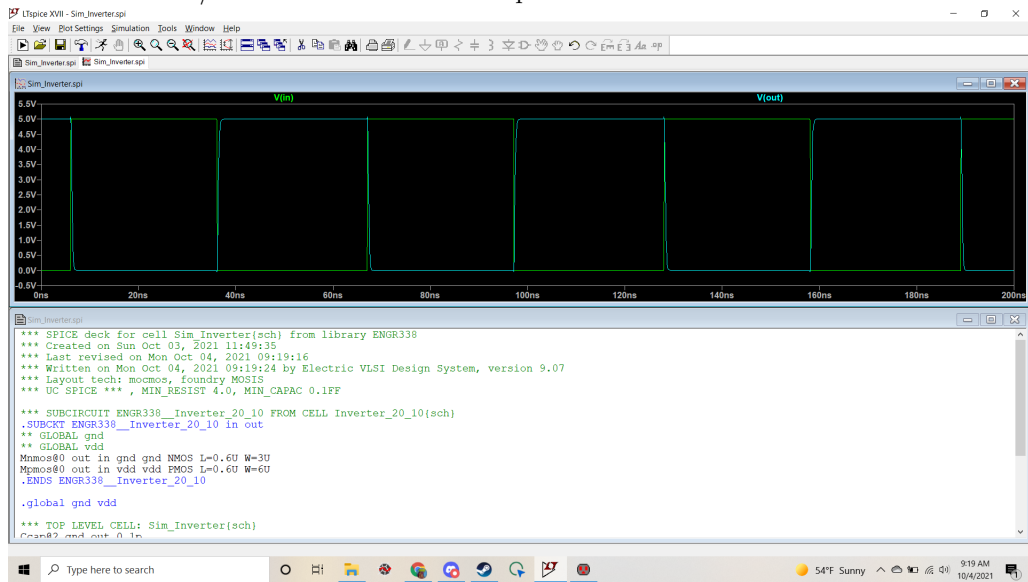 LTspice XVII - Sim_Inverter.spi
File View Plot Settings Simulation Tools Window Help
Sim_Inverter.spi Sim_Inverter.spi
Sim_Inverter.spi
V(in) V(out)
5.5V
5.0V
4.5V
4.0V
3.5V
3.0V
2.5V
2.0V
1.5V
1.0V
0.5V
0.0V
-0.5V
0ns 20ns 40ns 60ns 80ns 100ns 120ns 140ns 160ns 180ns 200ns
Sim_Inverter.spi
*** SPICE deck for cell Sim_Inverter{sch} from library ENGR338
*** Created on Sun Oct 03, 2021 11:49:35
*** Last revised on Mon Oct 04, 2021 09:19:16
*** Written on Mon Oct 04, 2021 09:19:24 by Electric VLSI Design System, version 9.07
*** Layout tech: mocmos, foundry MOSIS
*** UC SPICE *** , MIN_RESIST 4.0, MIN_CAPAC 0.1FF
*** SUBCIRCUIT ENGR338__Inverter_20_10 FROM CELL Inverter_20_10{sch}
.SUBCKT ENGR338__Inverter_20_10 in out
** GLOBAL gnd
** GLOBAL vdd
Mnmos@0 out in gnd gnd NMOS L=0.6U W=3U
Mpmos@0 out in vdd vdd PMOS L=0.6U W=6U
.ENDS ENGR338__Inverter_20_10
.global gnd vdd
*** TOP LEVEL CELL: Sim_Inverter{sch}
Ccap@2 gnd out 0.1p
Type here to search
54°F Sunny
9:19 AM
10/4/2021